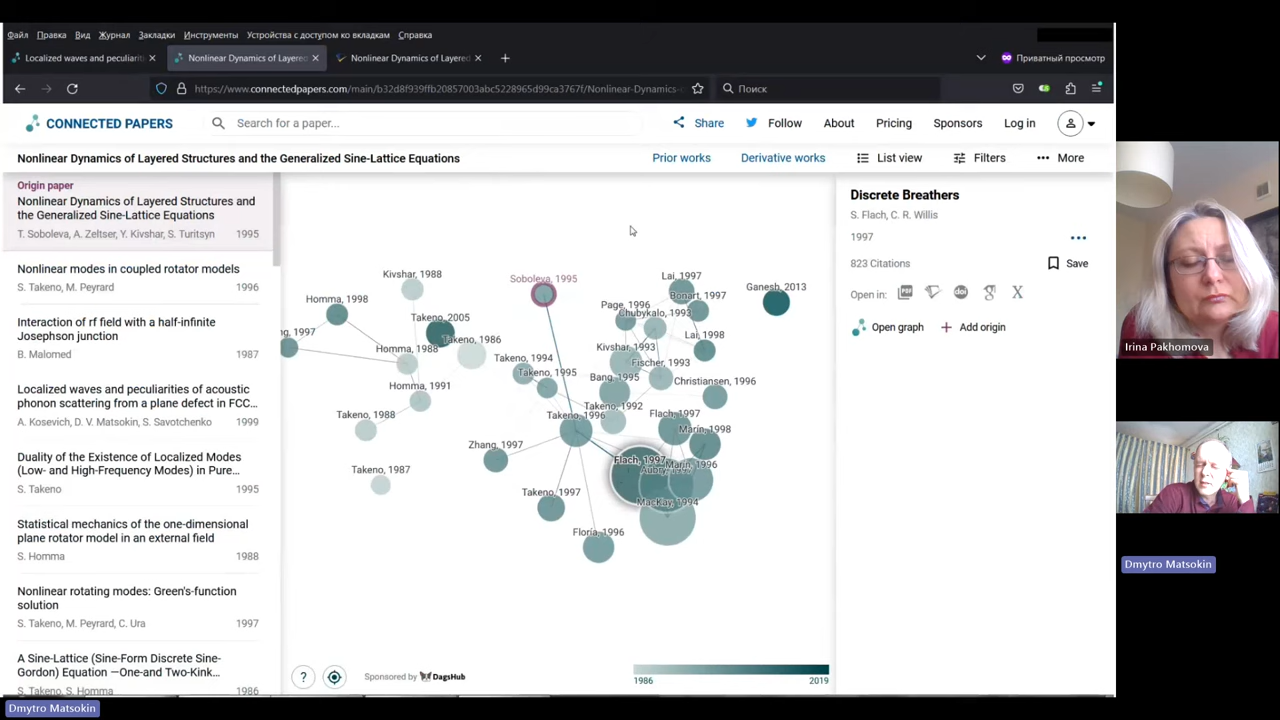 Файл Правка Вид Журнал Закладки Инструменты Устройства с доступом ко вкладкам Справка
Localized waves and peculiariti
Nonlinear Dynamics of Layered
Nonlinear Dynamics of Layered
Приватный просмотр
https://www.connectedpapers.com/main/b32d8f939ffb20857003abc5228965d99ca3767f/Nonlinear-Dynamics-
Поиск
CONNECTED PAPERS
Search for a paper...
Share
Follow
About
Pricing
Sponsors
Log in
Nonlinear Dynamics of Layered Structures and the Generalized Sine-Lattice Equations
Prior works
Derivative works
List view
Filters
More
Origin paper
Nonlinear Dynamics of Layered Structures and
the Generalized Sine-Lattice Equations
T. Soboleva, A. Zeltser, Y. Kivshar, S. Turitsyn 1995
Nonlinear modes in coupled rotator models
S. Takeno, M. Peyrard 1996
Interaction of rf field with a half-infinite
Josephson junction
B. Malomed 1987
Localized waves and peculiarities of acoustic
phonon scattering from a plane defect in FCC...
A. Kosevich, D. V. Matsokin, S. Savotchenko 1999
Duality of the Existence of Localized Modes
(Low- and High-Frequency Modes) in Pure...
S. Takeno 1995
Statistical mechanics of the one-dimensional
plane rotator model in an external field
S. Homma 1988
Nonlinear rotating modes: Green's-function
solution
S. Takeno, M. Peyrard, C. Ura 1997
A Sine-Lattice (Sine-Form Discrete Sine-
Gordon) Equation —One-and Two-Kink...
S. Takeno, S. Homma 1986
Kivshar, 1988
Soboleva, 1995
Lai, 1997
Ganesh, 2013
Homma, 1998
Bonart, 1997
Page, 1996
Takeno, 2005
Chubykalo, 1993
ng, 1997
Takeno, 1986
Lai, 1998
Homma, 1988
Kivshar, 1993
Takeno, 1994
Fischer, 1993
Takeno, 1995
Bang, 1995
Christiansen, 1996
Homma, 1991
Takeno, 1992
Takeno, 1988
Takeno, 1996
Flach, 1997
Marín, 1998
Zhang, 1997
Flach, 1997
Marín, 1996
Takeno, 1987
Takeno, 1997
MacKay, 1994
Floría, 1996
?
Sponsored by DagsHub
1986
2019
Discrete Breathers
S. Flach, C. R. Willis
1997
823 Citations
Save
Open in:
PDF
doi
Open graph
Add origin
Irina Pakhomova
Dmytro Matsokin
Dmytro Matsokin